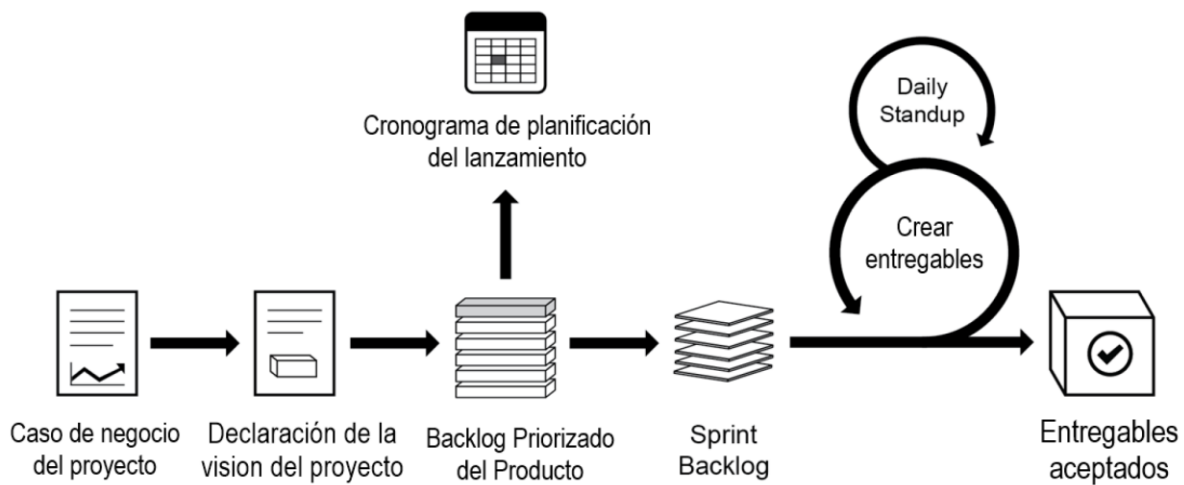 Cronograma de planificación
del lanzamiento
Daily
Standup
Crear
entregables
Caso de negocio
del proyecto
Declaración de la
vision del proyecto
Backlog Priorizado
del Producto
Sprint
Backlog
Entregables
aceptados